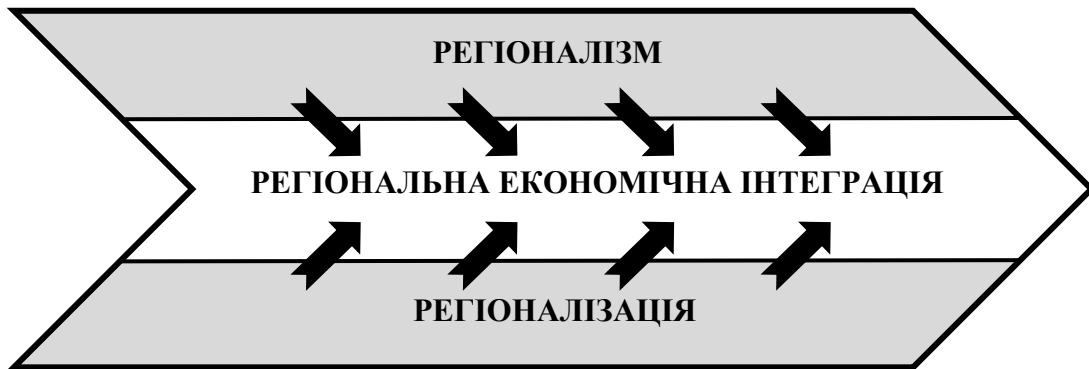 РЕГІОНАЛІЗМ
РЕГІОНАЛЬНА ЕКОНОМІЧНА ІНТЕГРАЦІЯ
РЕГІОНАЛІЗАЦІЯ